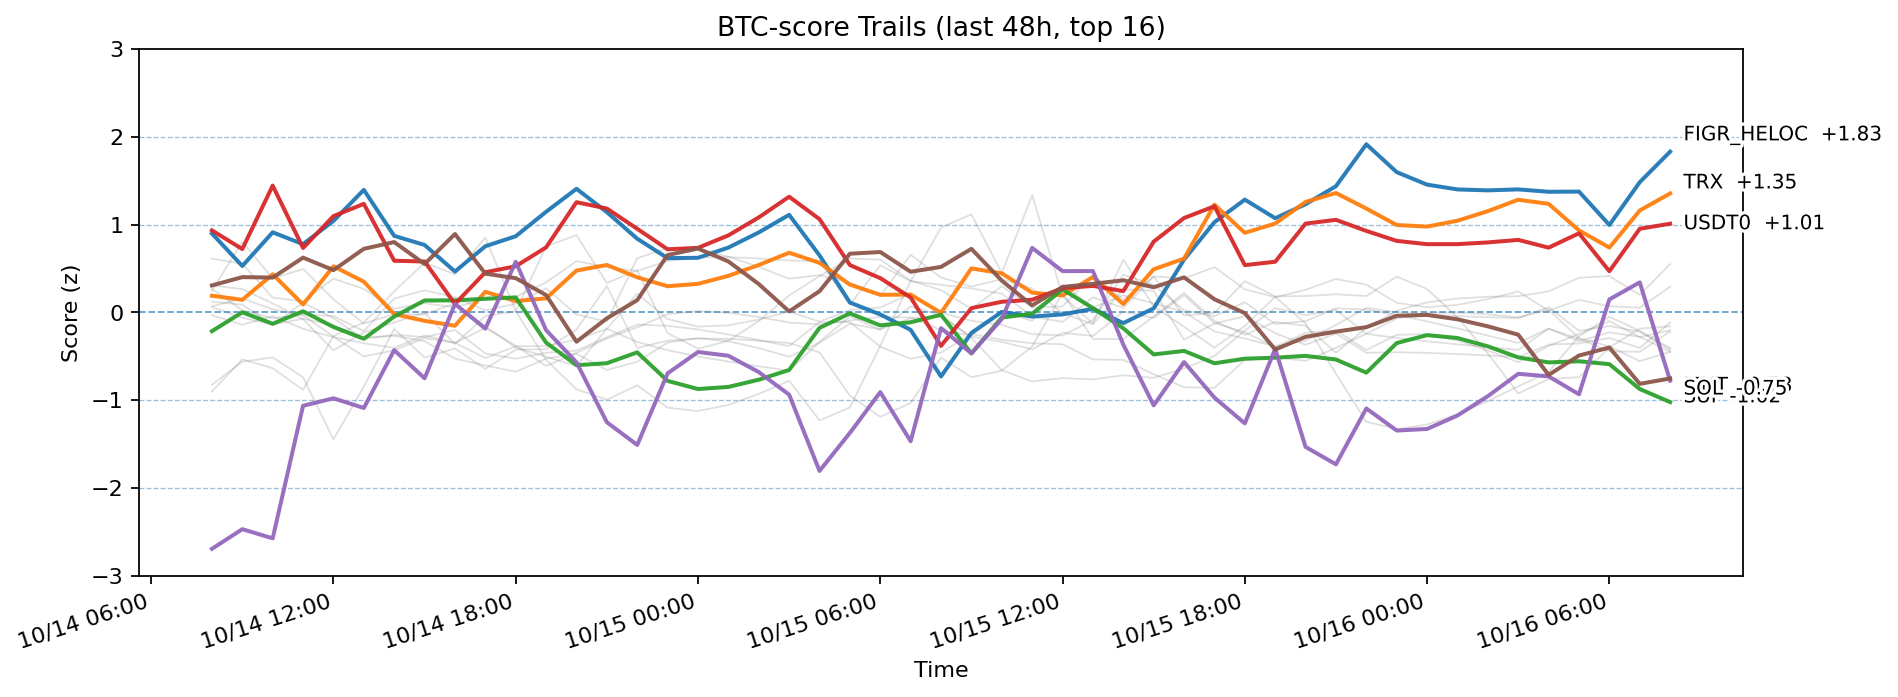 BTC-score Trails (last 48h, top 16)
Score (z)
3
2
1
0
−1
−2
−3
FIGR_HELOC +1.83
TRX +1.35
USDT0 +1.01
SOL -0.75
SUI -1.02
10/14 06:00
10/14 12:00
10/14 18:00
10/15 00:00
10/15 06:00
10/15 12:00
10/15 18:00
10/16 00:00
10/16 06:00
Time